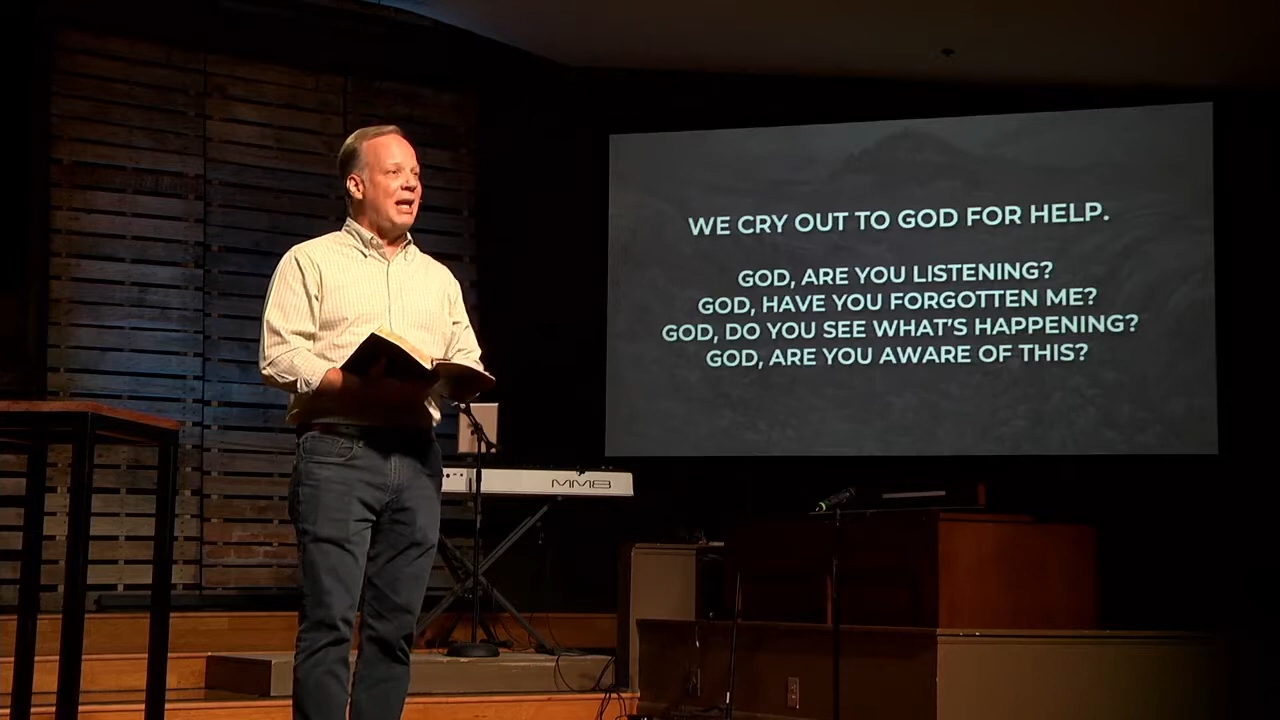 WE CRY OUT TO GOD FOR HELP.
GOD, ARE YOU LISTENING?
GOD, HAVE YOU FORGOTTEN ME?
GOD, DO YOU SEE WHAT'S HAPPENING?
GOD, ARE YOU AWARE OF THIS?
MM8